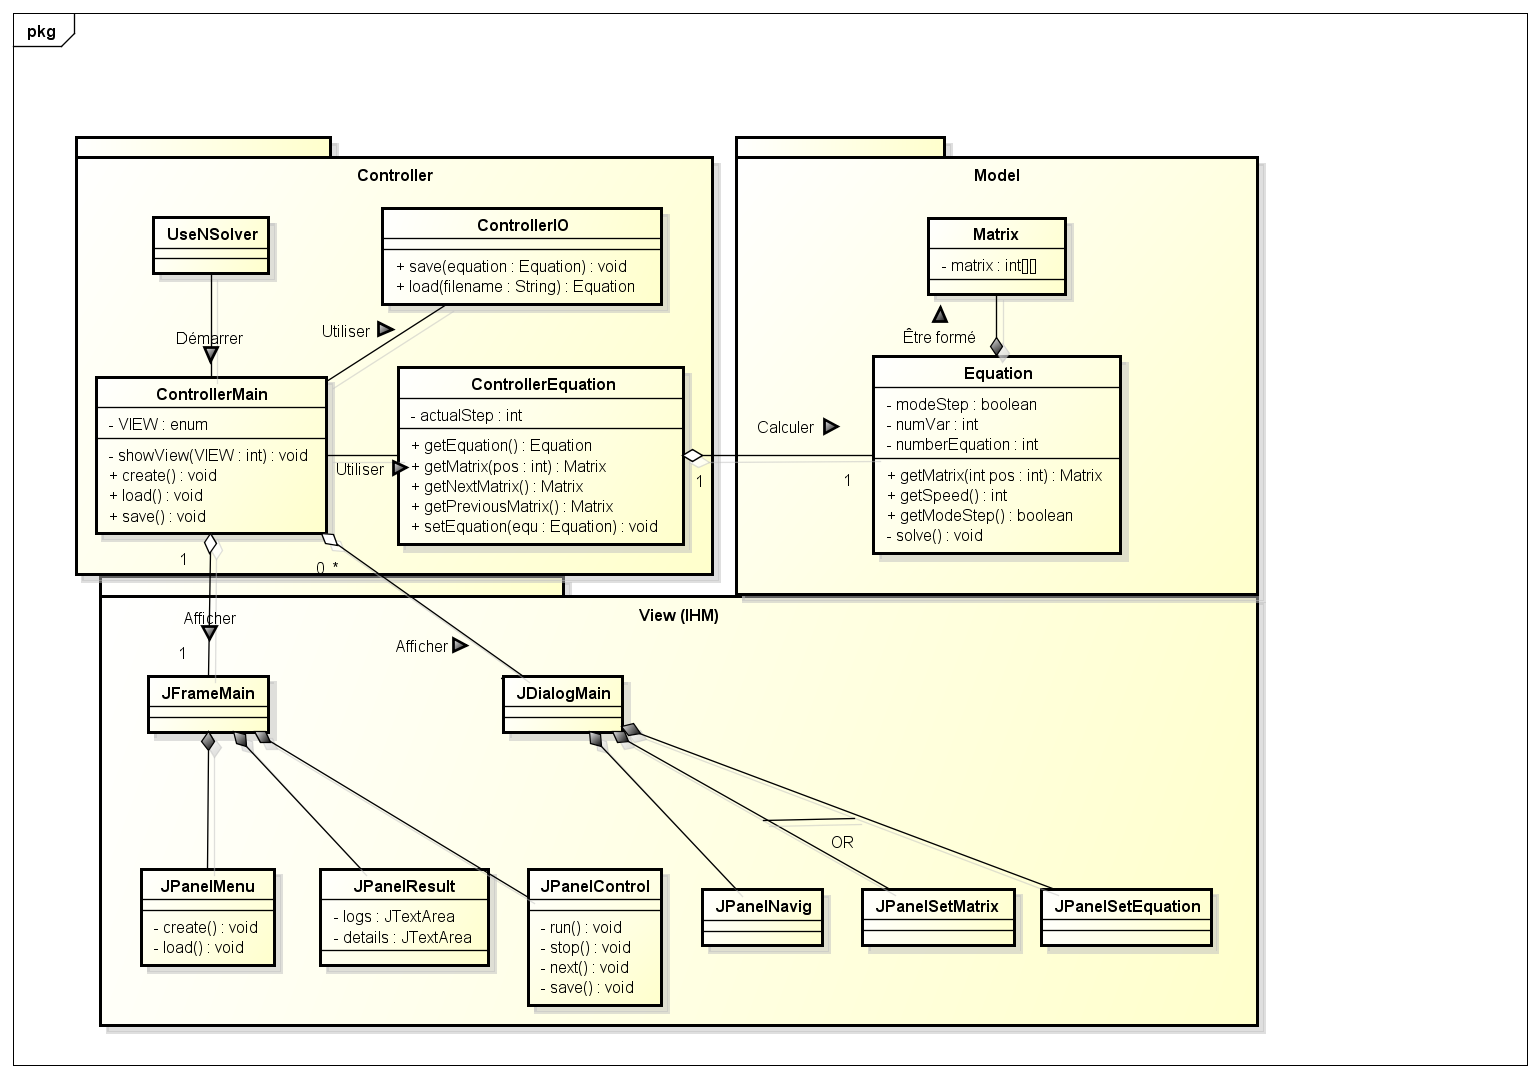 pkg
Controller
UseNSolver
ControllerIO
+ save(equation : Equation) : void
+ load(filename : String) : Equation
Démarrer
Utiliser
ControllerMain
- VIEW : enum
- showView(VIEW : int) : void
+ create() : void
+ load() : void
+ save() : void
Utiliser
ControllerEquation
- actualStep : int
+ getEquation() : Equation
+ getMatrix(pos : int) : Matrix
+ getNextMatrix() : Matrix
+ getPreviousMatrix() : Matrix
+ setEquation(equ : Equation) : void
Model
Matrix
- matrix : int[][]
Être formé
Equation
- modeStep : boolean
- numVar : int
- numberEquation : int
+ getMatrix(int pos : int) : Matrix
+ getSpeed() : int
+ getModeStep() : boolean
- solve() : void
Calculer
1
1
1
0..*
View (IHM)
Afficher
1
Afficher
JFrameMain
JDialogMain
OR
JPanelMenu
- create() : void
- load() : void
JPanelResult
- logs : JTextArea
- details : JTextArea
JPanelControl
- run() : void
- stop() : void
- next() : void
- save() : void
JPanelNavig
JPanelSetMatrix
JPanelSetEquation